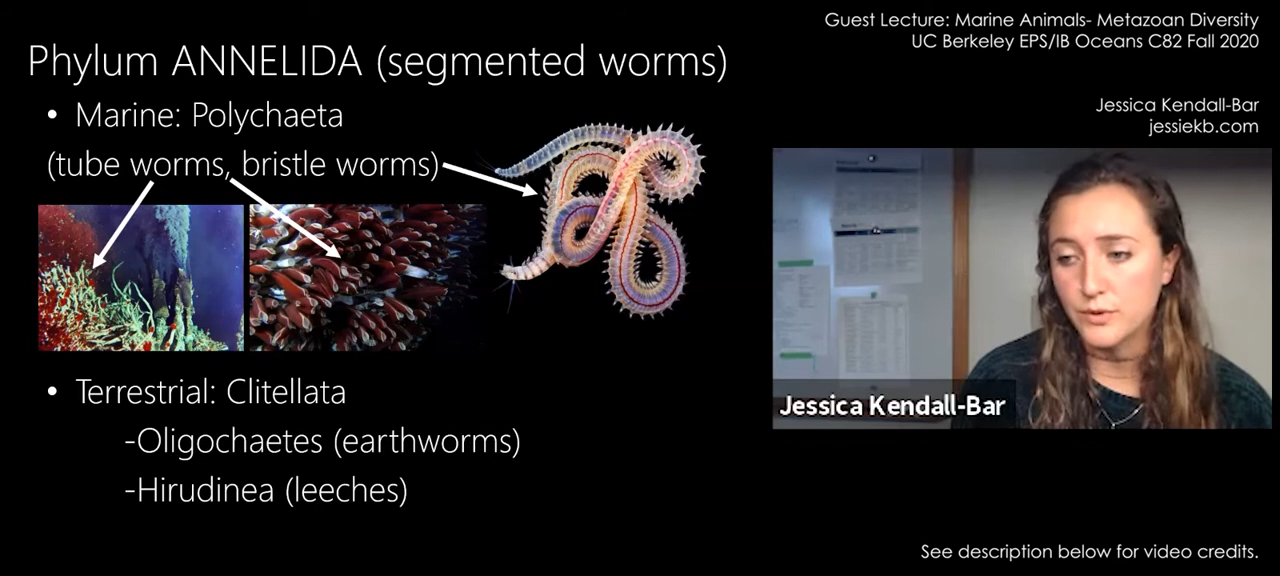 Guest Lecture: Marine Animals- Metazoan Diversity
UC Berkeley EPS/IB Oceans C82 Fall 2020
Phylum ANNELIDA (segmented worms)
• Marine: Polychaeta
(tube worms, bristle worms)
Jessica Kendall-Bar
jessiekb.com
• Terrestrial: Clitellata
-Oligochaetes (earthworms)
-Hirudinea (leeches)
Jessica Kendall-Bar
See description below for video credits.